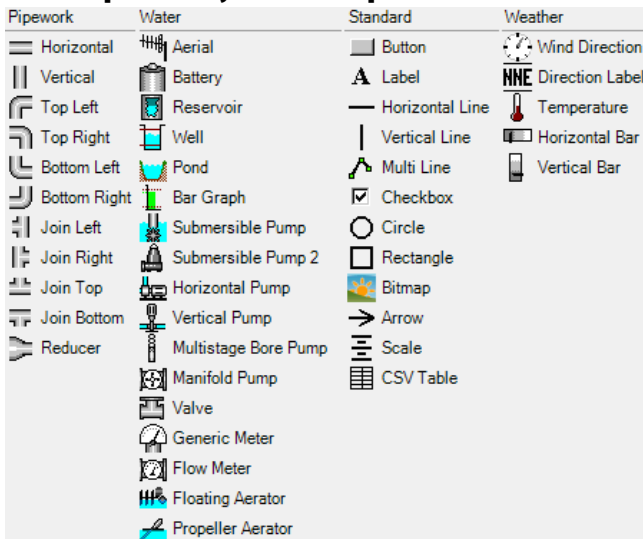 Pipework
Horizontal
Vertical
Top Left
Top Right
Bottom Left
Bottom Right
Join Left
Join Right
Join Top
Join Bottom
Reducer
Water
Aerial
Battery
Reservoir
Well
Pond
Bar Graph
Submersible Pump
Submersible Pump 2
Horizontal Pump
Vertical Pump
Multistage Bore Pump
Manifold Pump
Valve
Generic Meter
Flow Meter
Floating Aerator
Propeller Aerator
Standard
Button
A Label
Horizontal Line
Vertical Line
Multi Line
Checkbox
Circle
Rectangle
Bitmap
Arrow
Scale
CSV Table
Weather
Wind Direction
NNE Direction Label
Temperature
Horizontal Bar
Vertical Bar